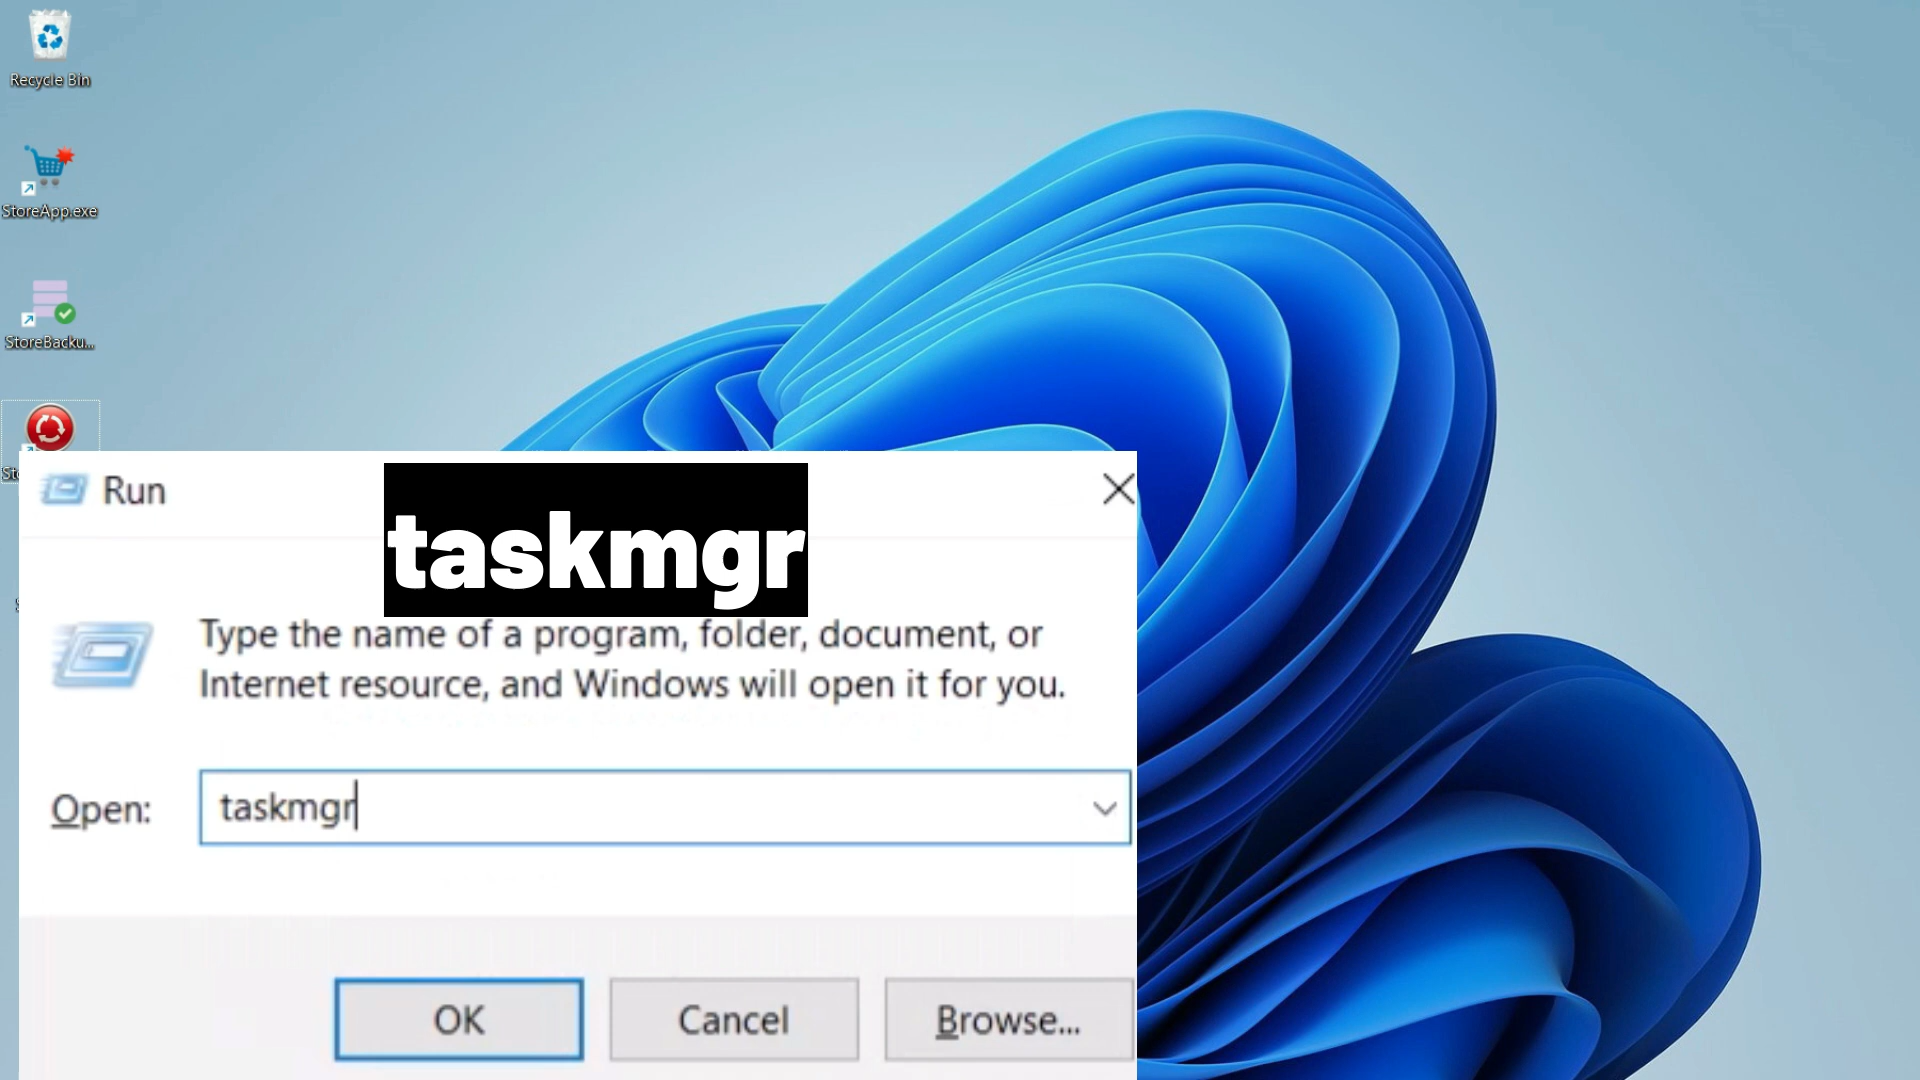 Recycle Bin
StoreApp.exe
StoreBacku...
Run
taskmgr
Type the name of a program, folder, document, or
Internet resource, and Windows will open it for you.
Open:
taskmgr
OK
Cancel
Browse...